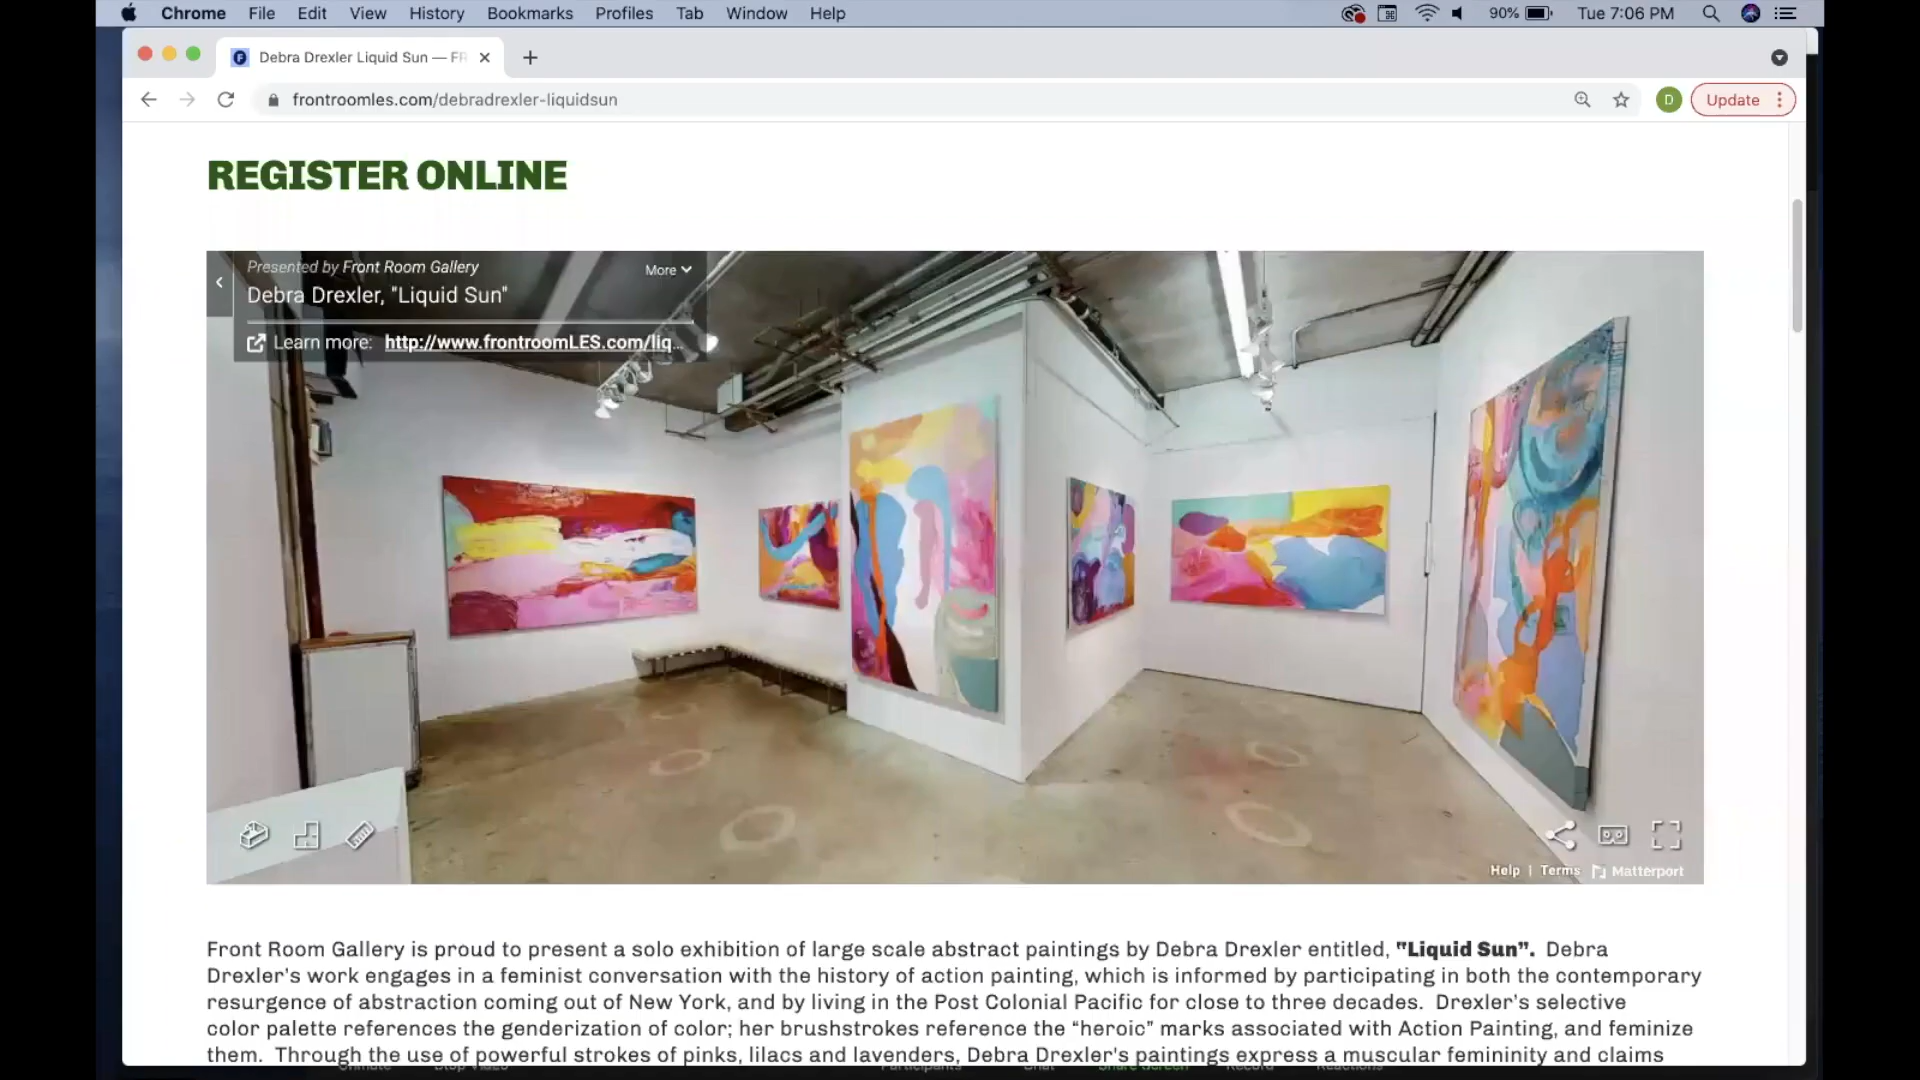 Chrome File Edit View History Bookmarks Profiles Tab Window Help 90% Tue 7:06 PM
Debra Drexler Liquid Sun — FR
frontroomles.com/debradrexler-liquidsun D Update
REGISTER ONLINE
Presented by Front Room Gallery More
Debra Drexler, "Liquid Sun"
Learn more: http://www.frontroomLES.com/liq...
Help | Terms Matterport
Front Room Gallery is proud to present a solo exhibition of large scale abstract paintings by Debra Drexler entitled, "Liquid Sun”. Debra
Drexler's work engages in a feminist conversation with the history of action painting, which is informed by participating in both the contemporary
resurgence of abstraction coming out of New York, and by living in the Post Colonial Pacific for close to three decades. Drexler's selective
color palette references the genderization of color; her brushstrokes reference the “heroic” marks associated with Action Painting, and feminize
them. Through the use of powerful strokes of pinks, lilacs and lavenders, Debra Drexler's paintings express a muscular femininity and claims